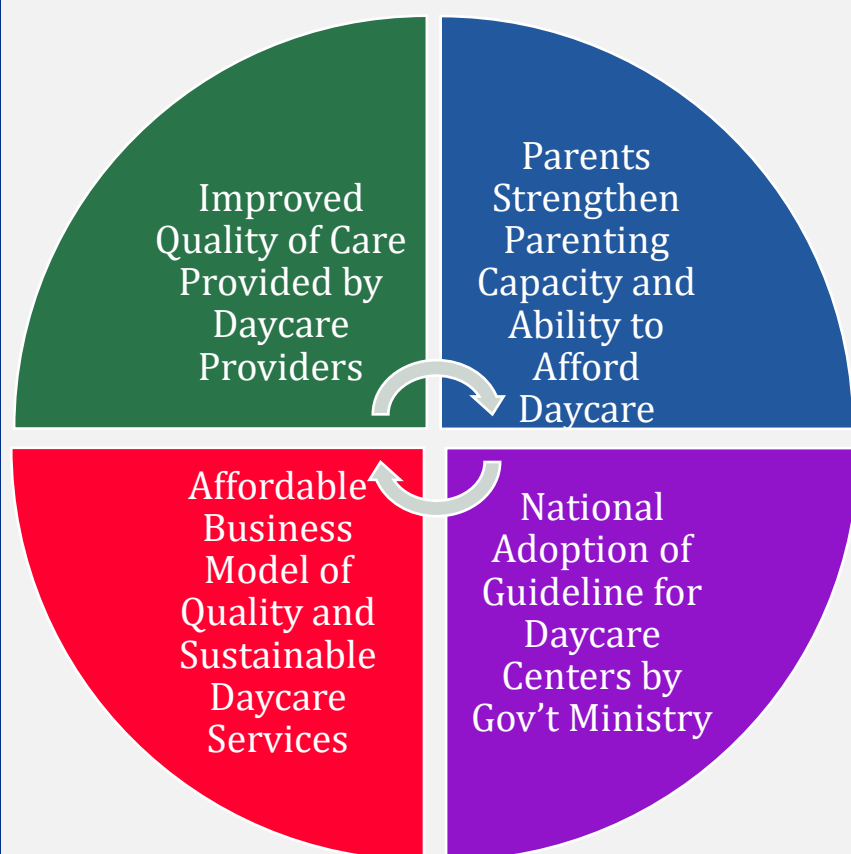 Improved
Quality of Care
Provided by
Daycare
Providers
Parents
Strengthen
Parenting
Capacity and
Ability to
Afford
Daycare
Affordable
Business
Model of
Quality and
Sustainable
Daycare
Services
National
Adoption of
Guideline for
Daycare
Centers by
Gov’t Ministry